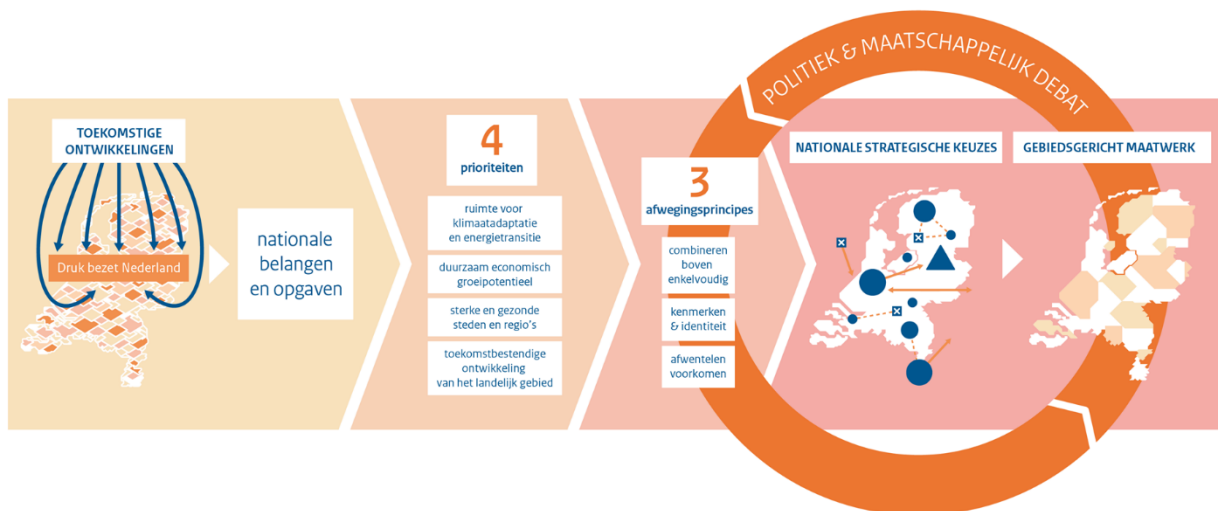 POLITIEK & MAATSCHAPPELIJK DEBAT
TOEKOMSTIGE
ONTWIKKELINGEN
Druk bezet Nederland
nationale
belangen
en opgaven
4
prioriteiten
ruimte voor
klimaatadaptatie
en energietransitie
duurzaam economisch
groeipotentieel
sterke en gezonde
steden en regio's
toekomstbestendige
ontwikkeling
van het landelijk gebied
3
afwegingsprincipes
combineren
boven
enkelvoudig
kenmerken
& identiteit
afwentelen
voorkomen
NATIONALE STRATEGISCHE KEUZES
GEBIEDSGERICHT MAATWERK